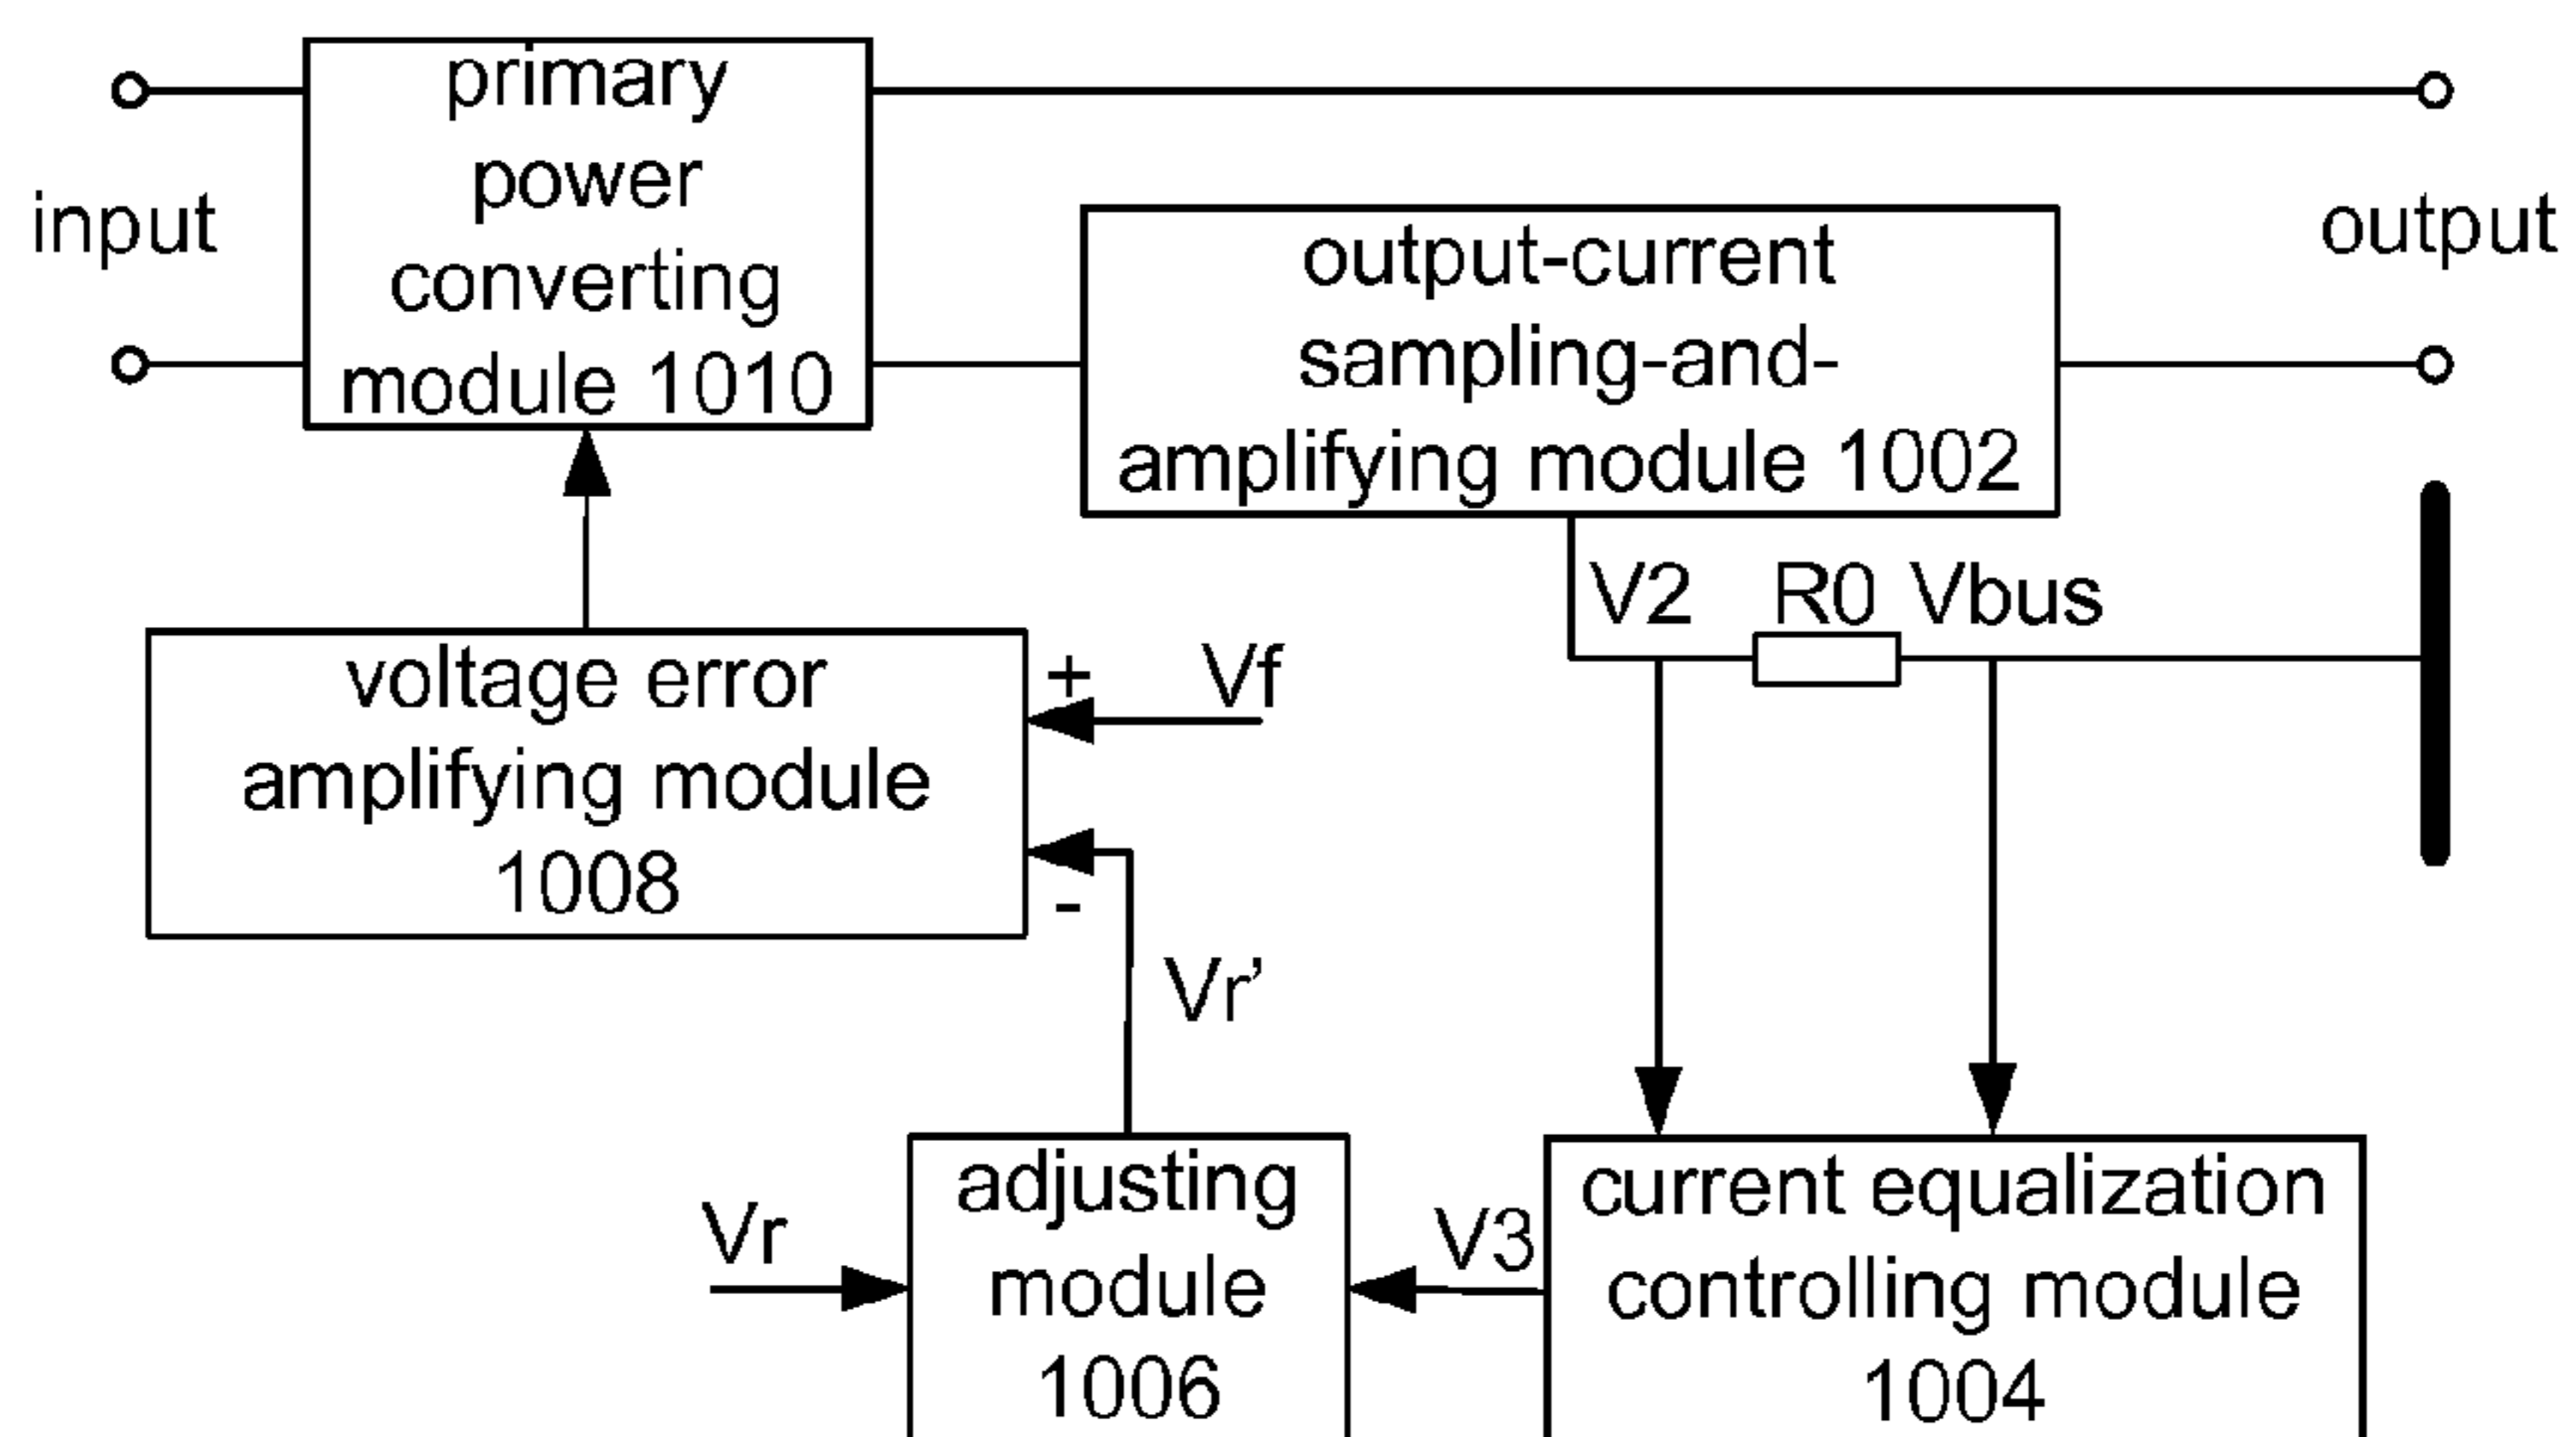 primary
power
converting
module 1010
input
output
output-current
sampling-and-
amplifying module 1002
V2
R0
Vbus
voltage error
amplifying module
1008
+
Vf
-
Vr’
Vr
adjusting
module
1006
V3
current equalization
controlling module
1004